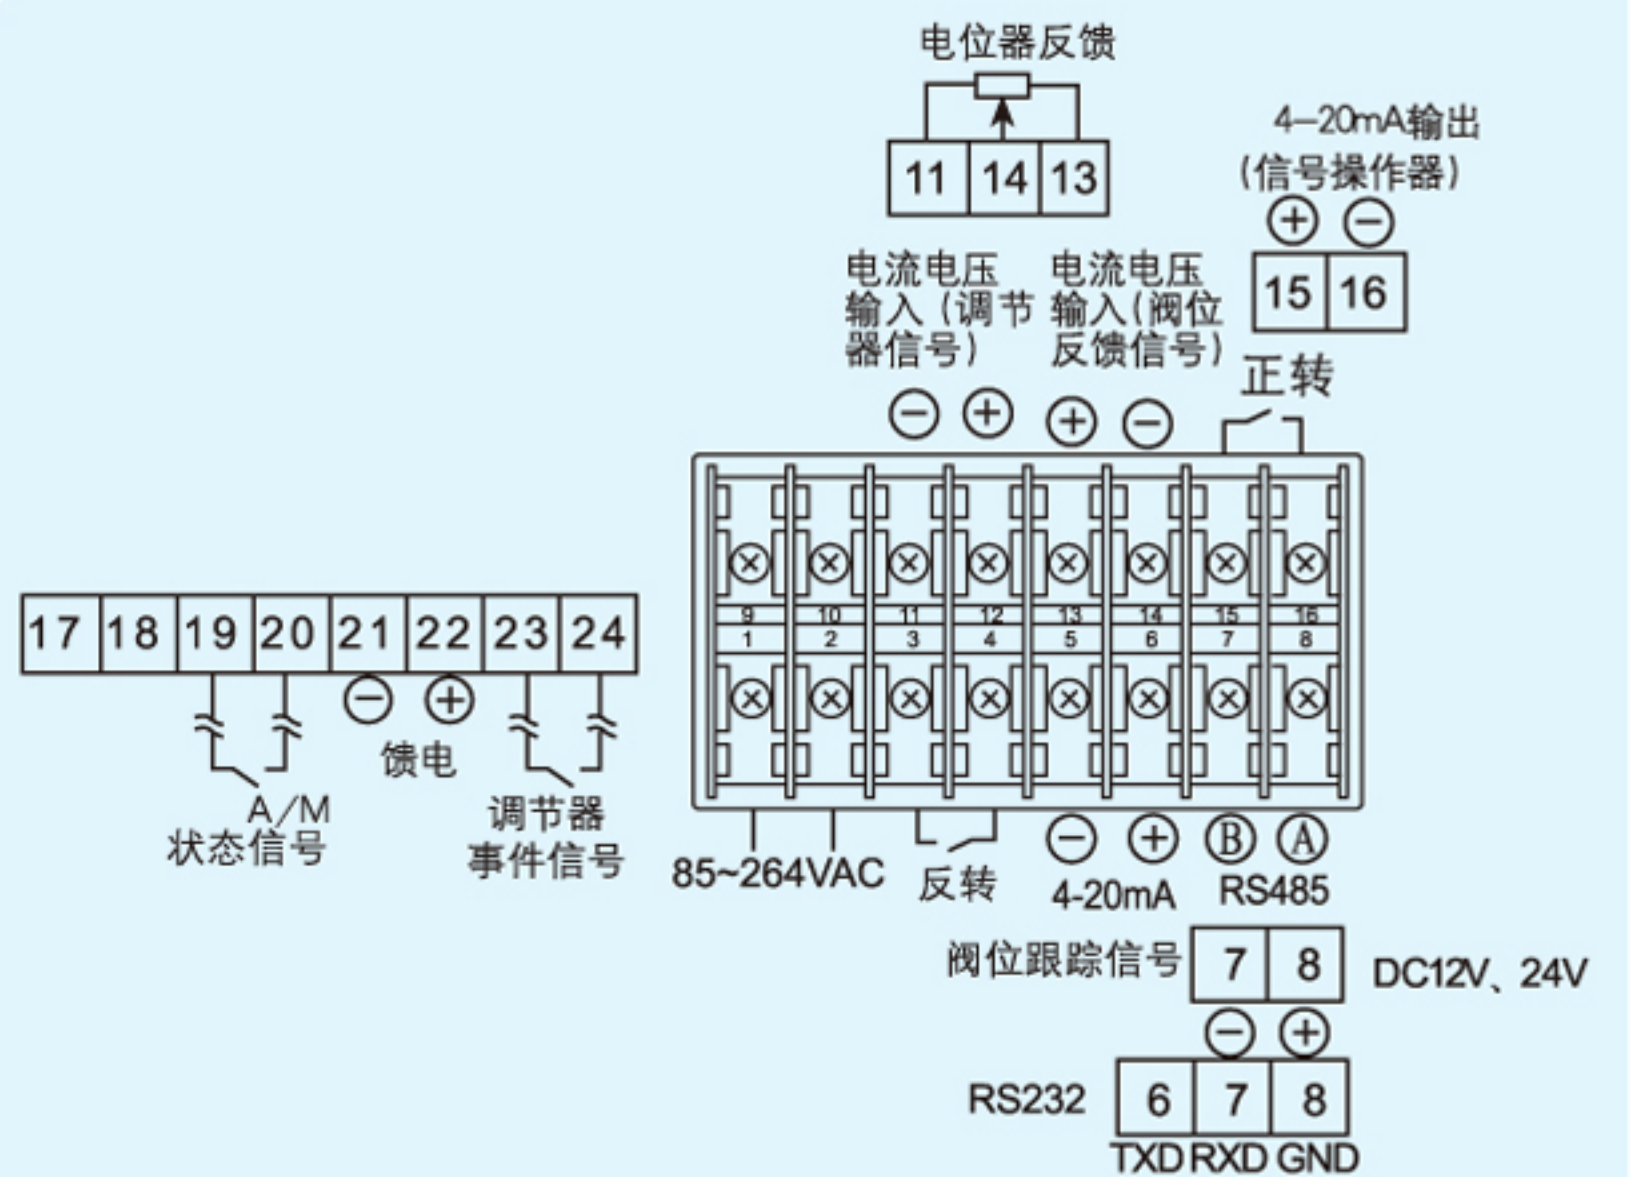 电位器反馈
11 14 13
4-20mA输出
(信号操作器)
+ -
15 16
电流电压
输入(调节
器信号)
电流电压
输入(阀位
反馈信号)
正转
- + + -
9 10 11 12 13 14 15 16
1 2 3 4 5 6 7 8
17 18 19 20 21 22 23 24
- +
馈电
A/M
状态信号
调节器
事件信号
85~264VAC
反转
- +
4-20mA
B A
RS485
阀位跟踪信号
7 8
DC12V、24V
- +
RS232
6 7 8
TXD RXD GND